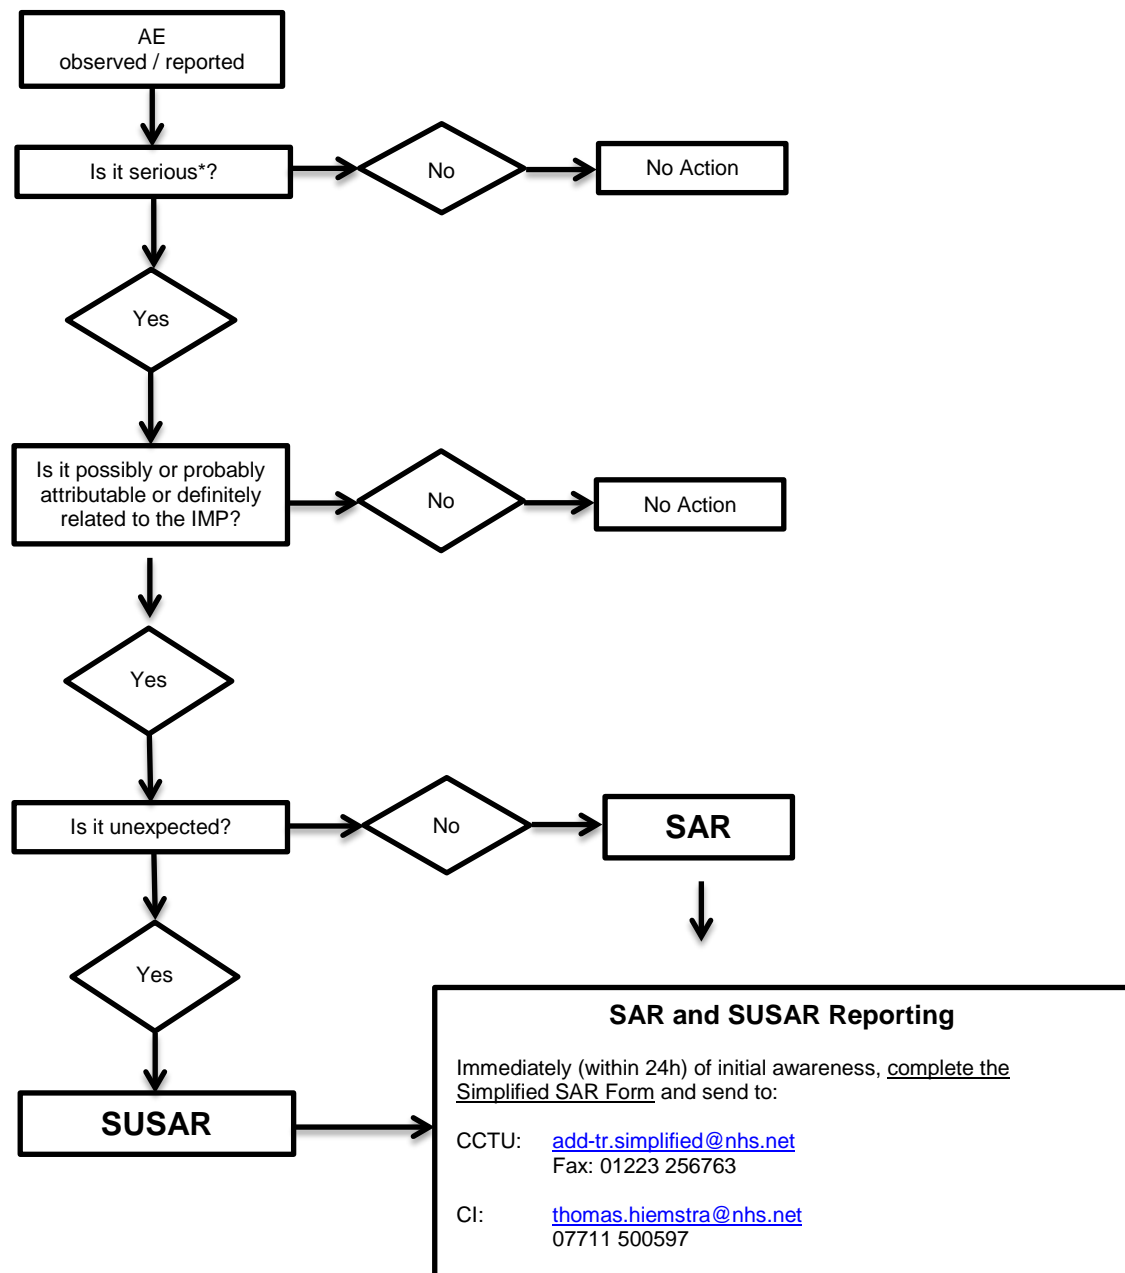 AE
observed / reported
Is it serious*?
No
No Action
Yes
Is it possibly or probably
attributable or definitely
related to the IMP?
No
No Action
Yes
Is it unexpected?
No
SAR
Yes
SUSAR
SAR and SUSAR Reporting
Immediately (within 24h) of initial awareness, complete the
Simplified SAR Form and send to:
CCTU: add-tr.simplified@nhs.net
Fax: 01223 256763
CI: thomas.hiemstra@nhs.net
07711 500597